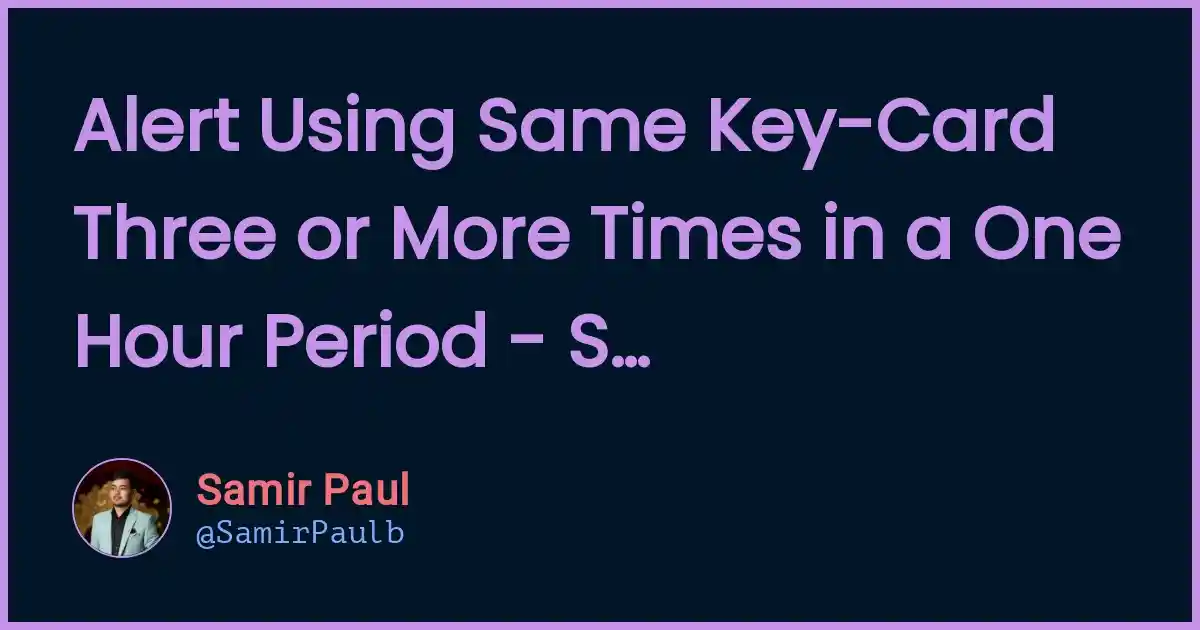 Alert Using Same Key-Card
Three or More Times in a One
Hour Period - S...
Samir Paul
@SamirPaulb